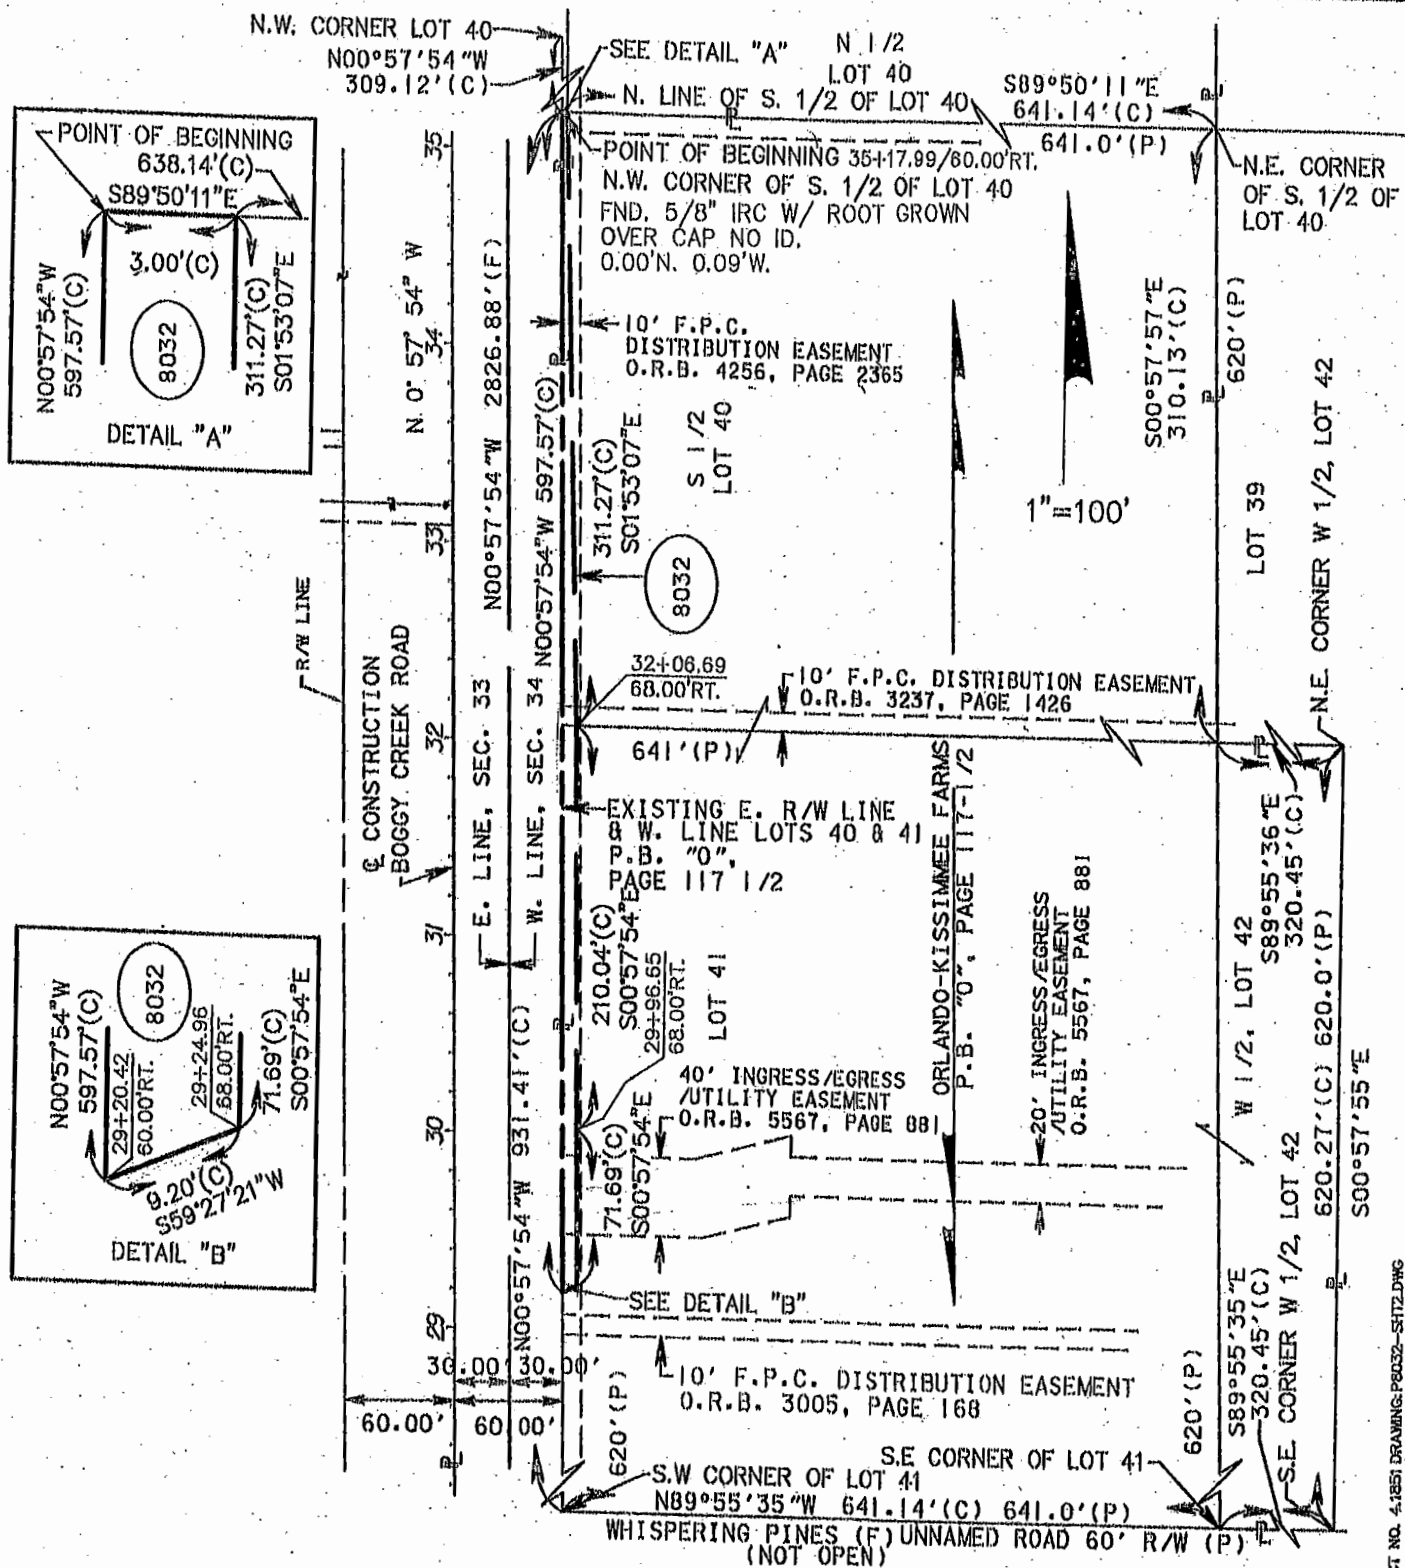 N.W. CORNER LOT 40
N00°57'54"W
309.12'(C)
SEE DETAIL "A"
N 1/2
LOT 40
N. LINE OF S. 1/2 OF LOT 40
S89°50'11"E
641.14'(C)
641.0'(P)
POINT OF BEGINNING
638.14'(C)
S89°50'11"E
3.00'(C)
N00°57'54"W
597.57'(C)
8032
311.27'(C)
S01°53'07"E
DETAIL "A"
35
POINT OF BEGINNING 35+17.99/60.00'RT.
N.W. CORNER OF S. 1/2 OF LOT 40
FND. 5/8" IRC W/ ROOT GROWN
OVER CAP NO ID.
0.00'N. 0.09'W.
N.E. CORNER
OF S. 1/2 OF
LOT 40
N 0° 57' 54" W
34
N00°57'54"W 2826.88'(F)
N00°57'54"W 597.57'(C)
10' F.P.C.
DISTRIBUTION EASEMENT
O.R.B. 4256, PAGE 2365
311.27'(C)
S01°53'07"E
S 1/2
LOT 40
8032
S00°57'57"E
310.13'(C)
620'(P)
1"=100'
LOT 39
N.E. CORNER W 1/2, LOT 42
33
R/W LINE
℄ CONSTRUCTION
BOGGY CREEK ROAD
E. LINE, SEC. 33
W. LINE, SEC. 34
32+06.69
68.00'RT.
10' F.P.C. DISTRIBUTION EASEMENT
O.R.B. 3237, PAGE 1426
32
641'(P)
EXISTING E. R/W LINE
& W. LINE LOTS 40 & 41
P.B. "O",
PAGE 117 1/2
ORLANDO-KISSIMMEE FARMS
P.B. "O", PAGE 117-1/2
S89°55'36"E
320.45'(C)
31
210.04'(C)
S00°57'54"E
29+96.65
68.00'RT.
LOT 41
20' INGRESS/EGRESS
/UTILITY EASEMENT
O.R.B. 5567, PAGE 881
W 1/2, LOT 42
620.27'(C) 620.0'(P)
S00°57'55"E
N00°57'54"W
597.57'(C)
8032
29+20.42
60.00'RT.
29+24.96
68.00'RT.
71.69'(C)
S00°57'54"E
9.20'(C)
S59°27'21"W
DETAIL "B"
30
N00°57'54"W 931.41'(C)
40' INGRESS/EGRESS
/UTILITY EASEMENT
O.R.B. 5567, PAGE 881
71.69'(C)
S00°57'54"E
SEE DETAIL "B"
29
30.00'
30.00'
60.00'
60.00'
10' F.P.C. DISTRIBUTION EASEMENT
O.R.B. 3005, PAGE 168
620'(P)
620'(P)
S89°55'35"E
320.45'(C)
S.E. CORNER W 1/2, LOT 42
S.W CORNER OF LOT 41
S.E CORNER OF LOT 41
N89°55'35"W 641.14'(C) 641.0'(P)
WHISPERING PINES (F) UNNAMED ROAD 60' R/W (P)
(NOT OPEN)
DRAWING:P8032-SHT2.DWG